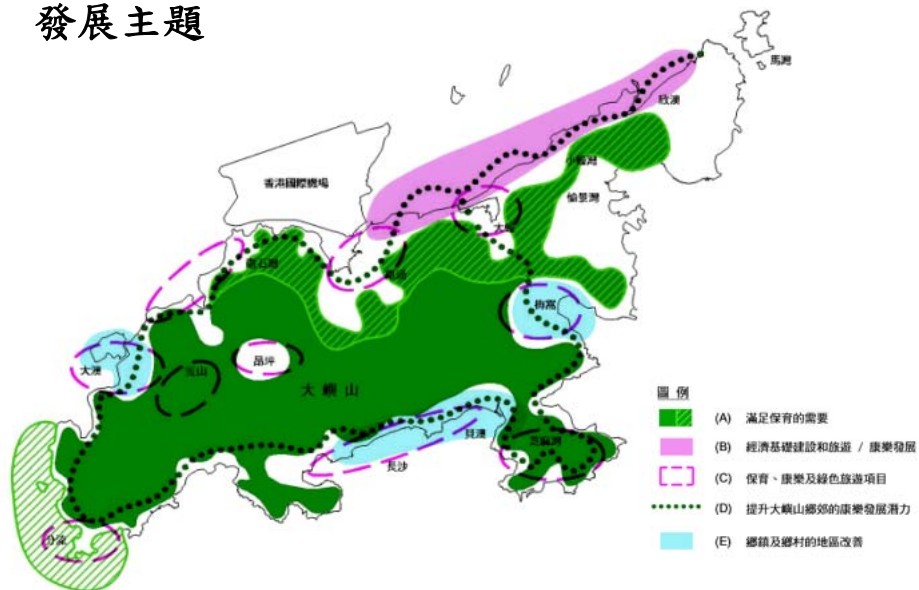 發展主題
馬灣
欣澳
香港國際機場
小蠔灣
愉景灣
大蠔
䃟石灣
東涌
梅窩
大澳
昂坪
大嶼山
貝澳
長沙
芝麻灣
分流
圖例
(A) 滿足保育的需要
(B) 經濟基礎建設和旅遊 / 康樂發展
(C) 保育、康樂及綠色旅遊項目
(D) 提升大嶼山鄉郊的康樂發展潛力
(E) 鄉鎮及鄉村的地區改善